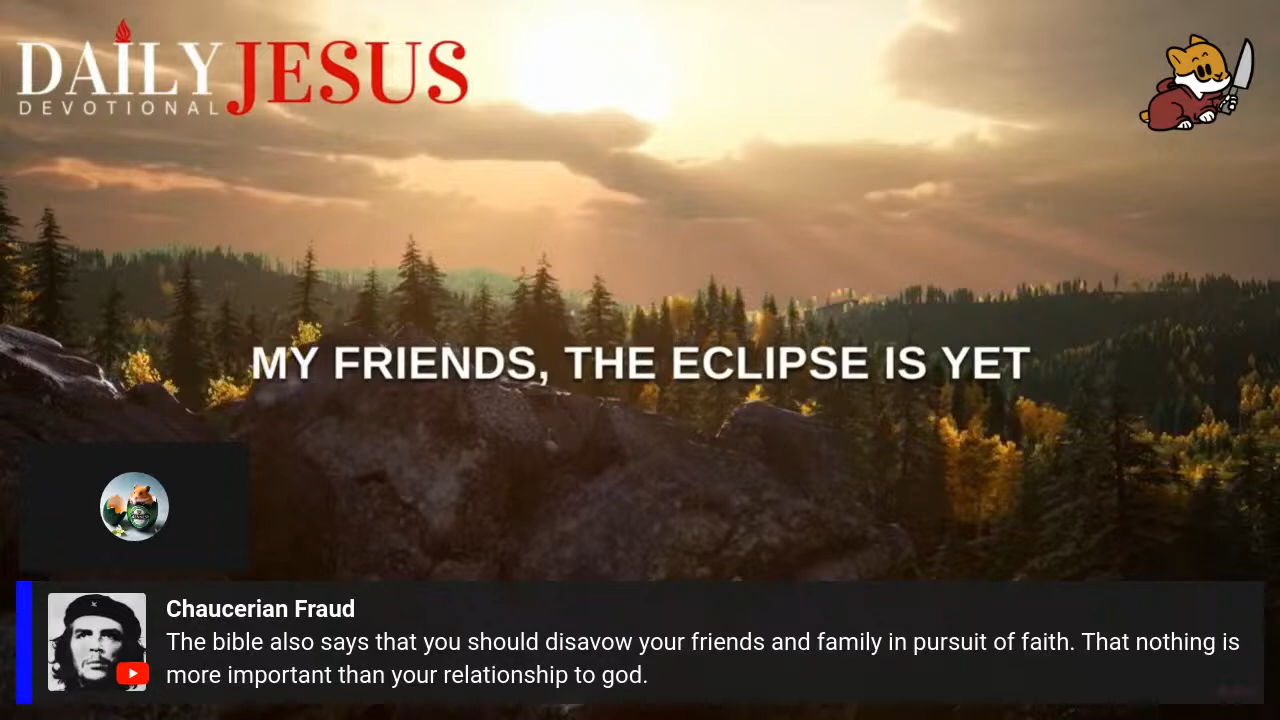 DAILY JESUS
DEVOTIONAL
MY FRIENDS, THE ECLIPSE IS YET
Chaucerian Fraud
The bible also says that you should disavow your friends and family in pursuit of faith. That nothing is
more important than your relationship to god.